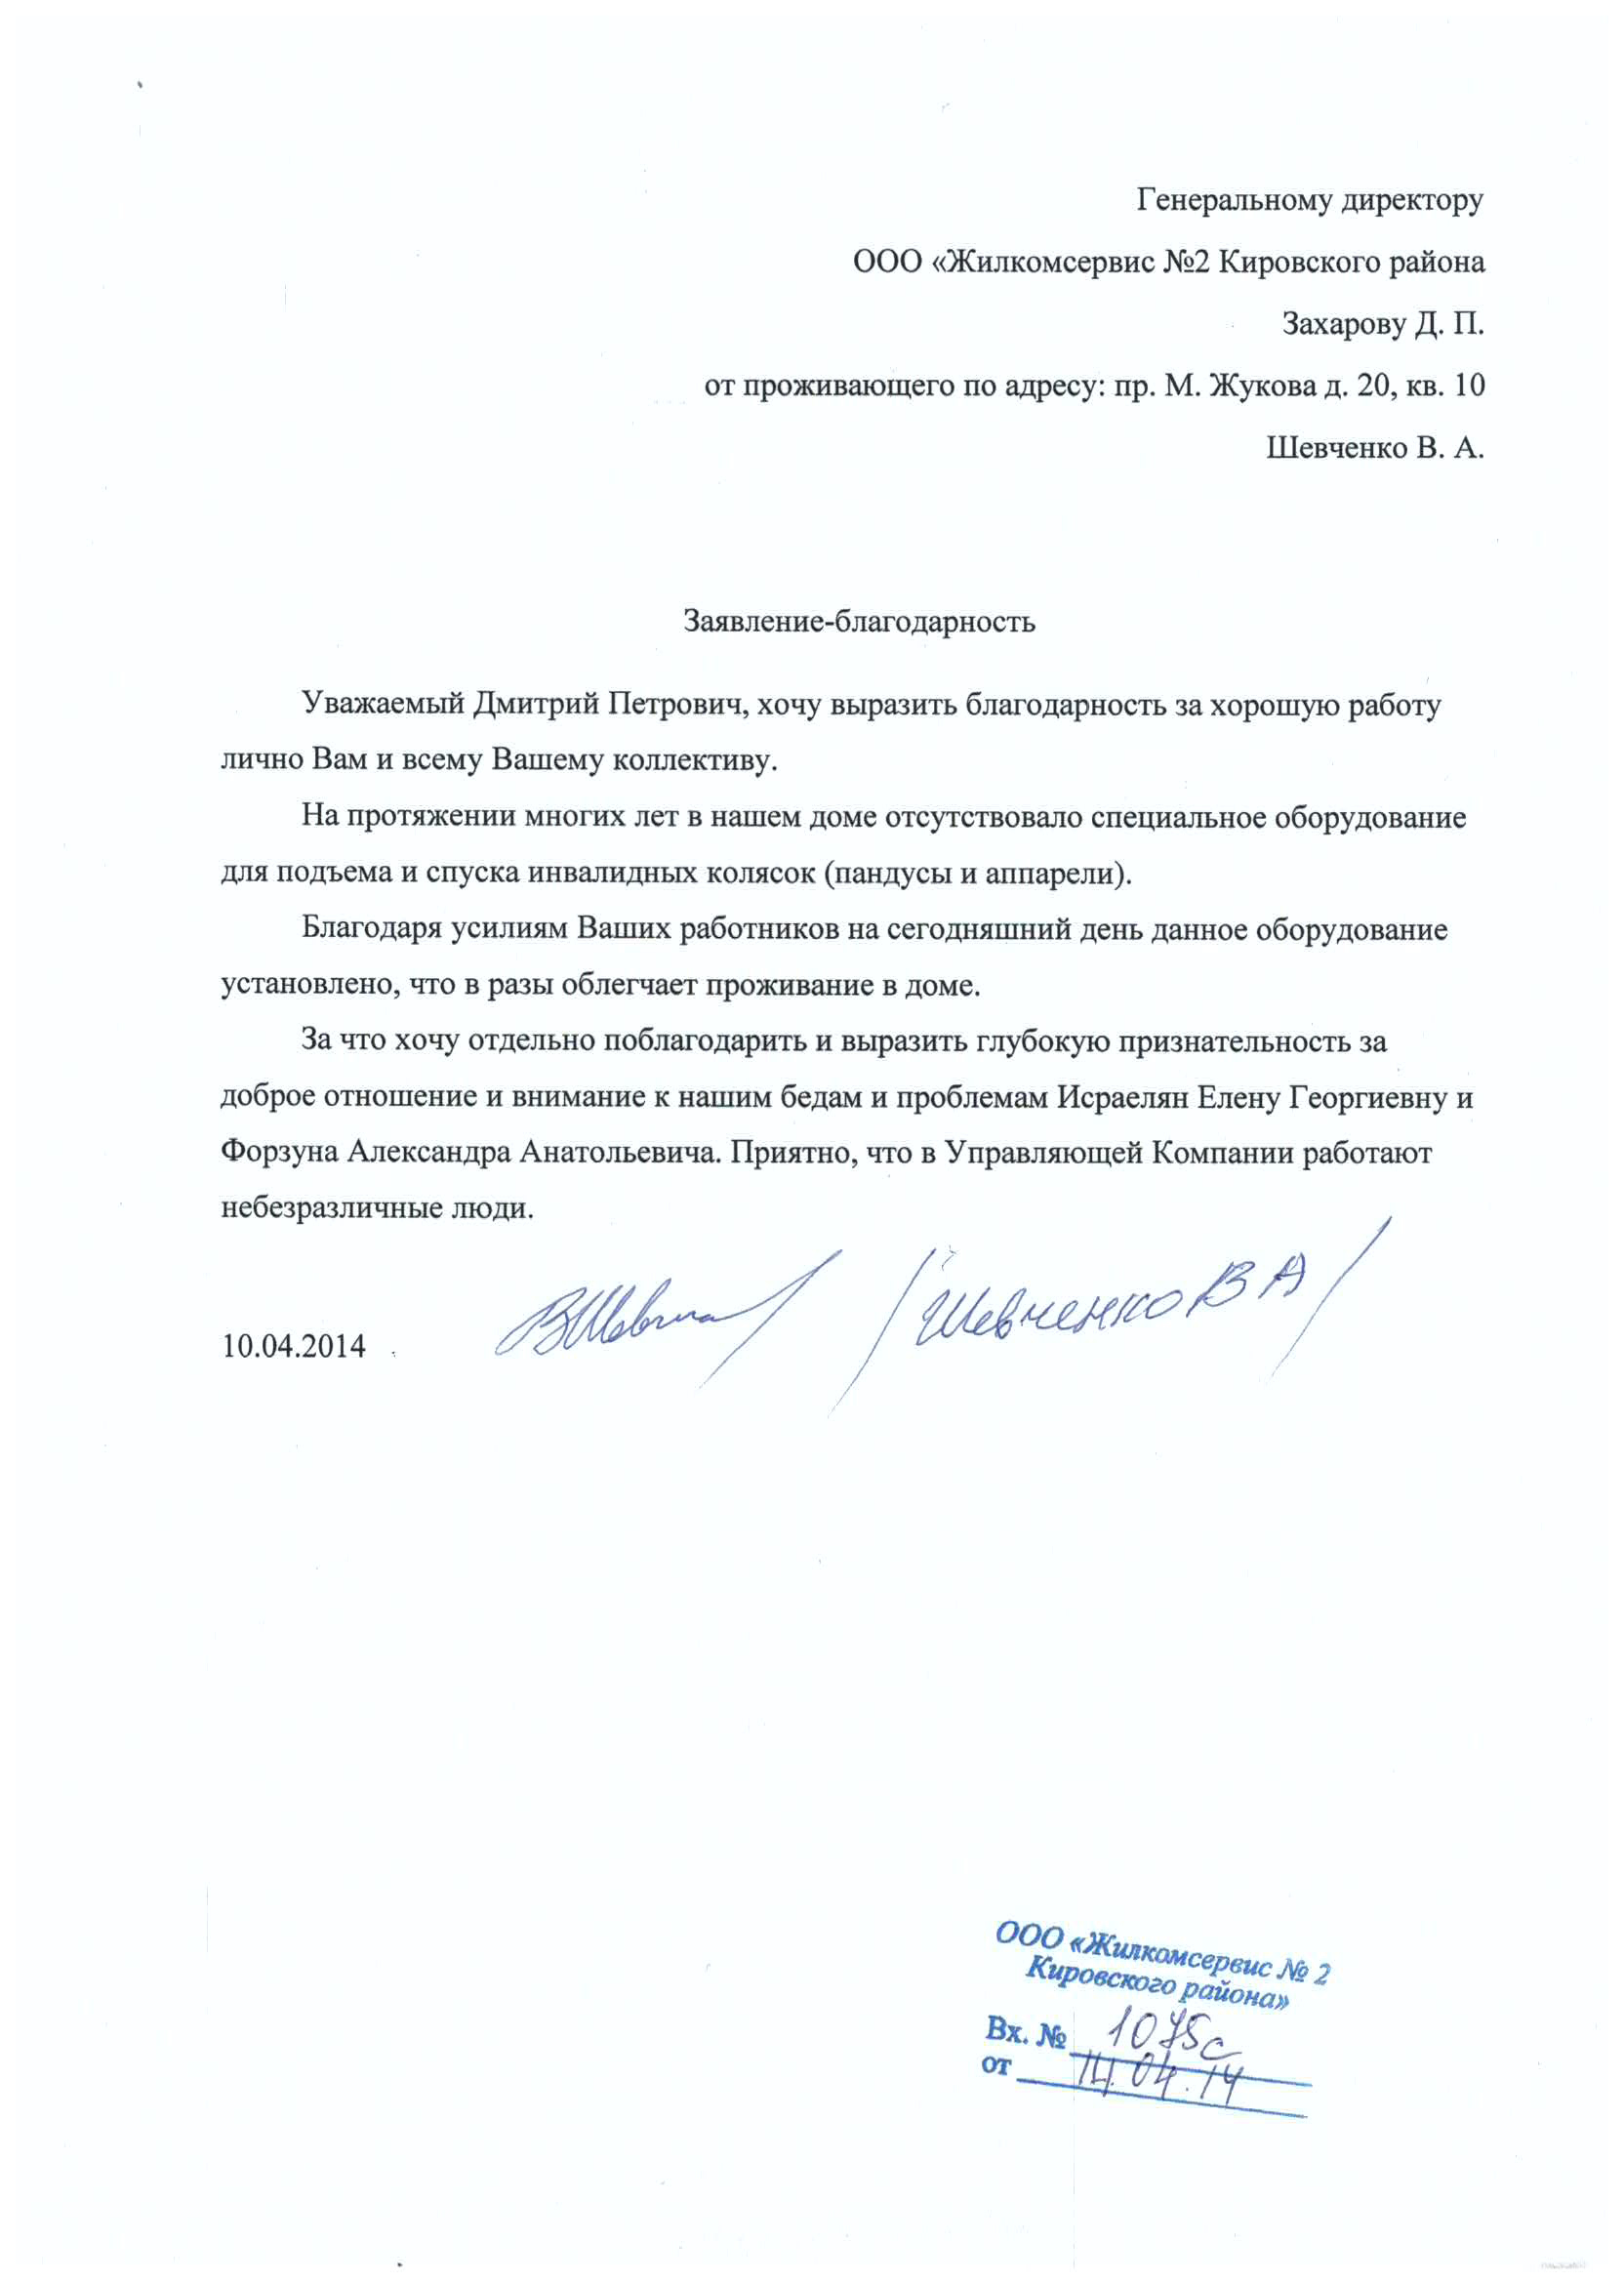 Генеральному директору
ООО «Жилкомсервис №2 Кировского района
Захарову Д. П.
от проживающего по адресу: пр. М. Жукова д. 20, кв. 10
Шевченко В. А.
Заявление-благодарность
Уважаемый Дмитрий Петрович, хочу выразить благодарность за хорошую работу
лично Вам и всему Вашему коллективу.
На протяжении многих лет в нашем доме отсутствовало специальное оборудование
для подъема и спуска инвалидных колясок (пандусы и аппарели).
Благодаря усилиям Ваших работников на сегодняшний день данное оборудование
установлено, что в разы облегчает проживание в доме.
За что хочу отдельно поблагодарить и выразить глубокую признательность за
доброе отношение и внимание к нашим бедам и проблемам Исраелян Елену Георгиевну и
Форзуна Александра Анатольевича. Приятно, что в Управляющей Компании работают
небезразличные люди.
10.04.2014 /Шевченко В А/
ООО «Жилкомсервис № 2
Кировского района»
Вх. № 1075с
от 14.04.14